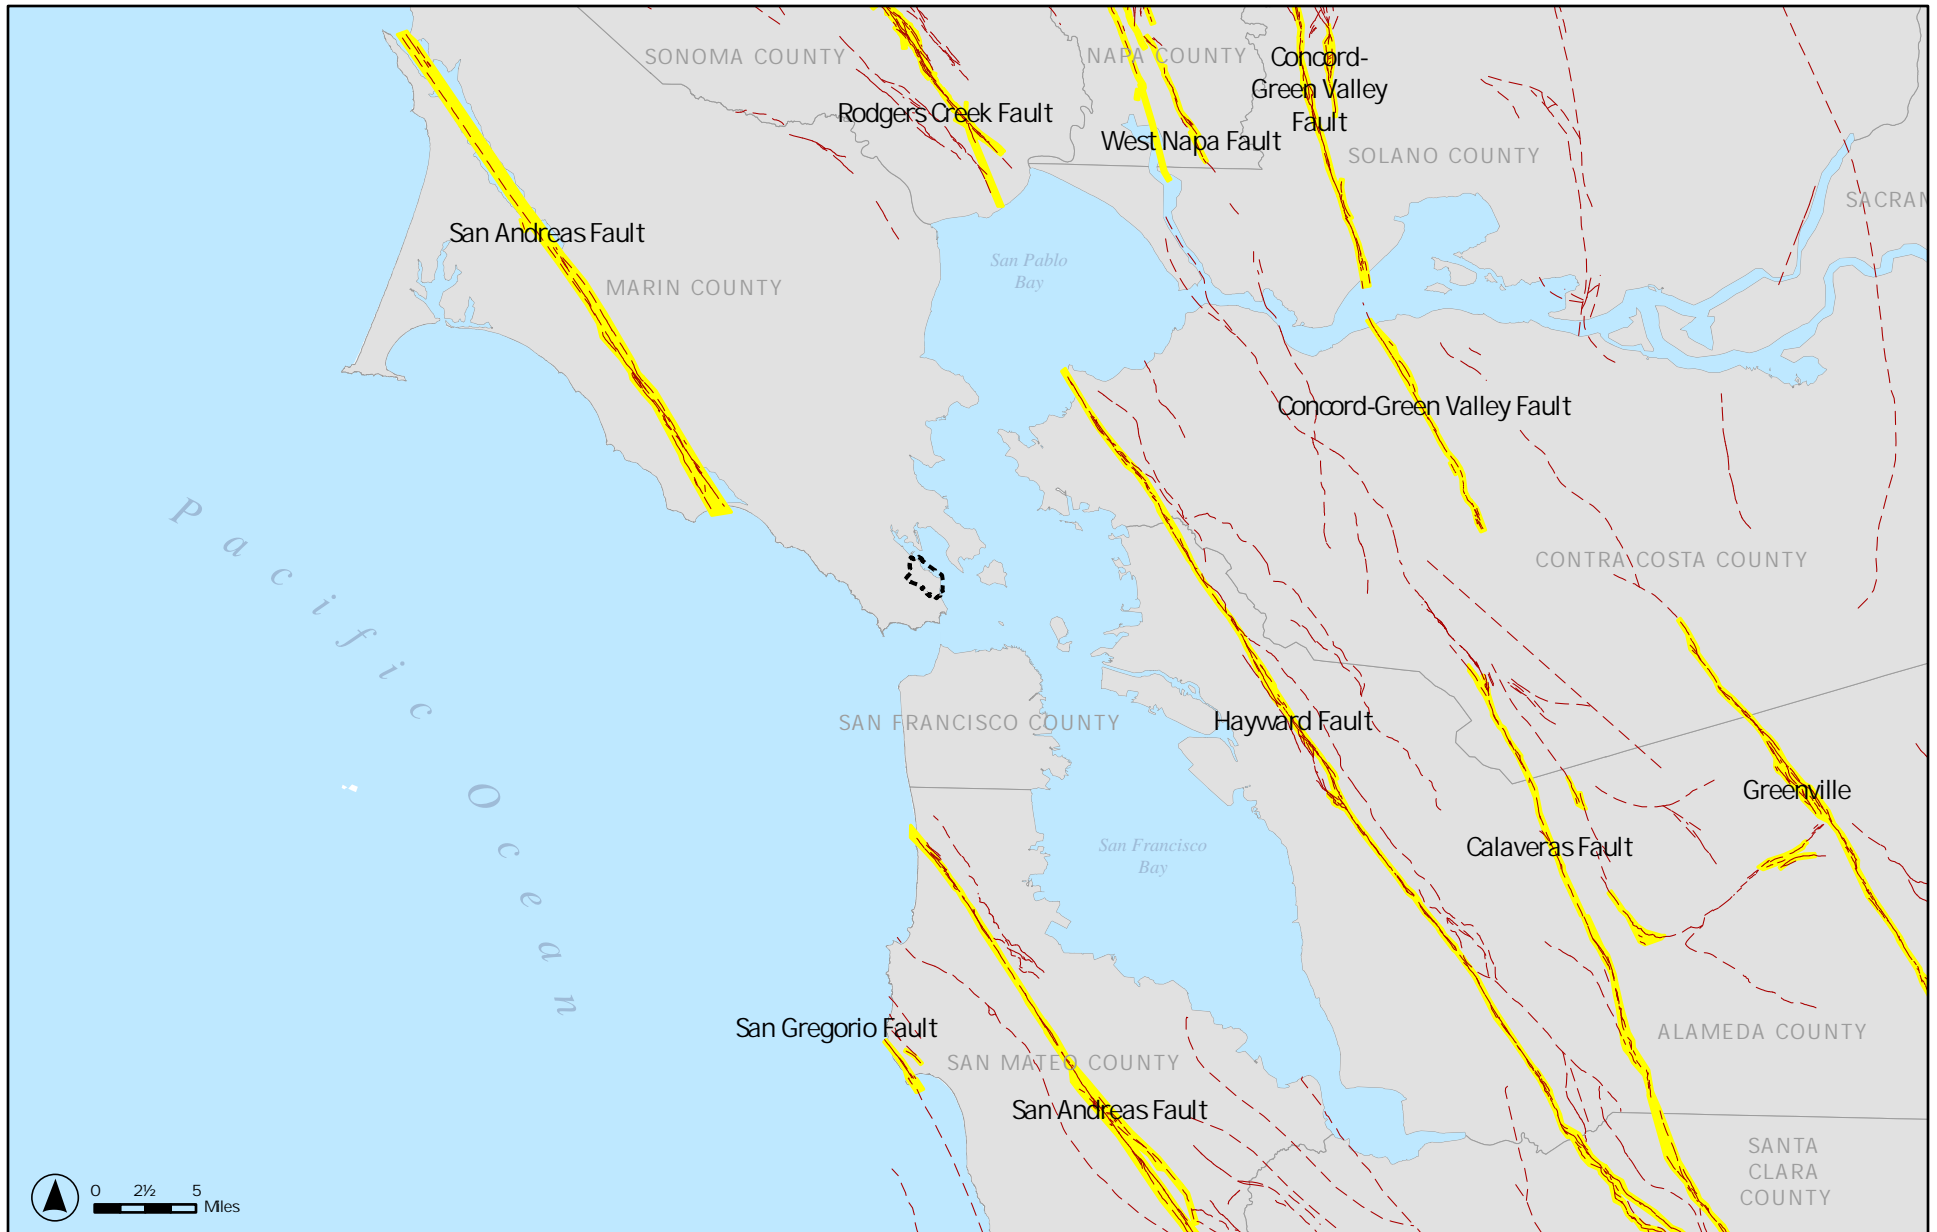 SONOMA COUNTY
NAPA COUNTY
Concord-
Green Valley
Fault
Rodgers Creek Fault
West Napa Fault
SOLANO COUNTY
SACRAN
San Andreas Fault
San Pablo
Bay
MARIN COUNTY
Concord-Green Valley Fault
Pacific Ocean
CONTRA COSTA COUNTY
SAN FRANCISCO COUNTY
Hayward Fault
Greenville
San Francisco
Bay
Calaveras Fault
San Gregorio Fault
ALAMEDA COUNTY
SAN MATEO COUNTY
San Andreas Fault
SANTA
CLARA
COUNTY
0 2½ 5
Miles